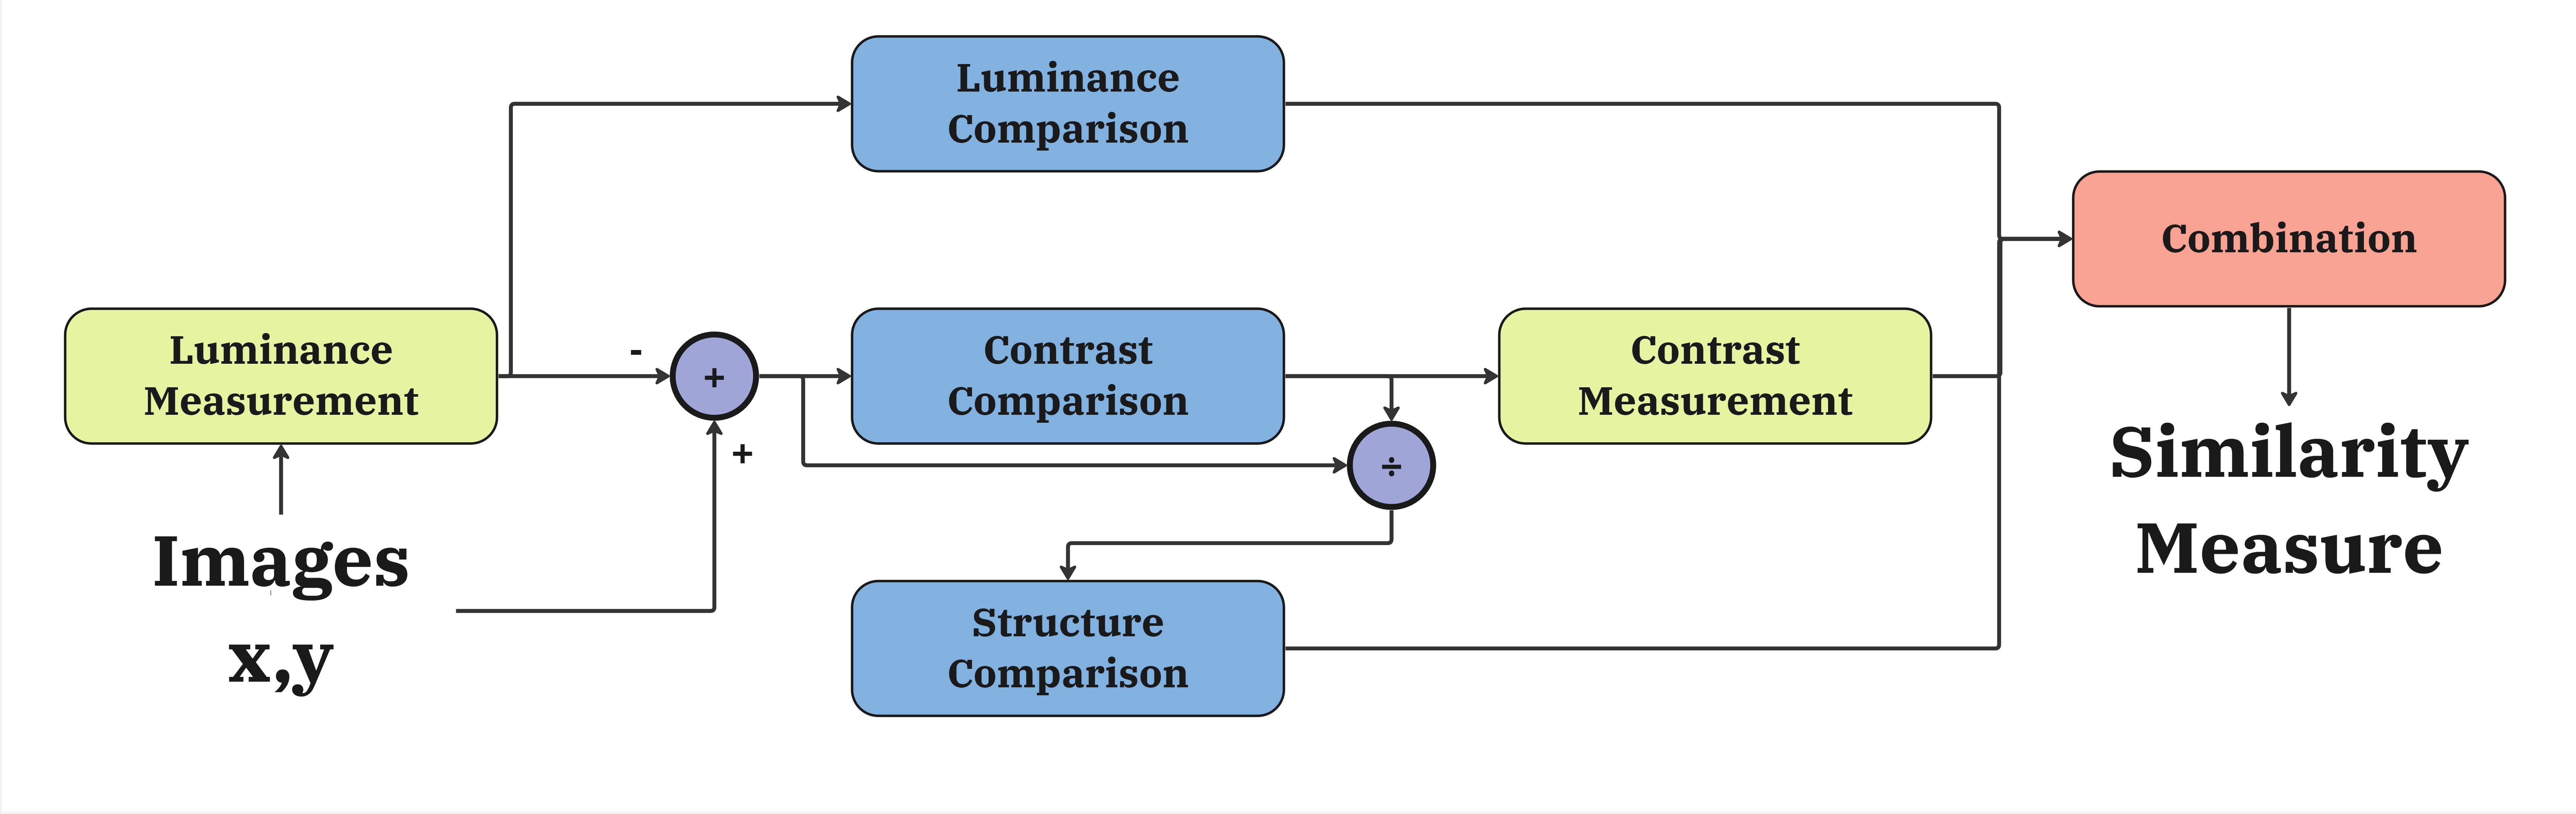 Luminance
Comparison
Combination
Luminance
Measurement
-
+
+
Contrast
Comparison
Contrast
Measurement
÷
Similarity
Measure
Images
x,y
Structure
Comparison